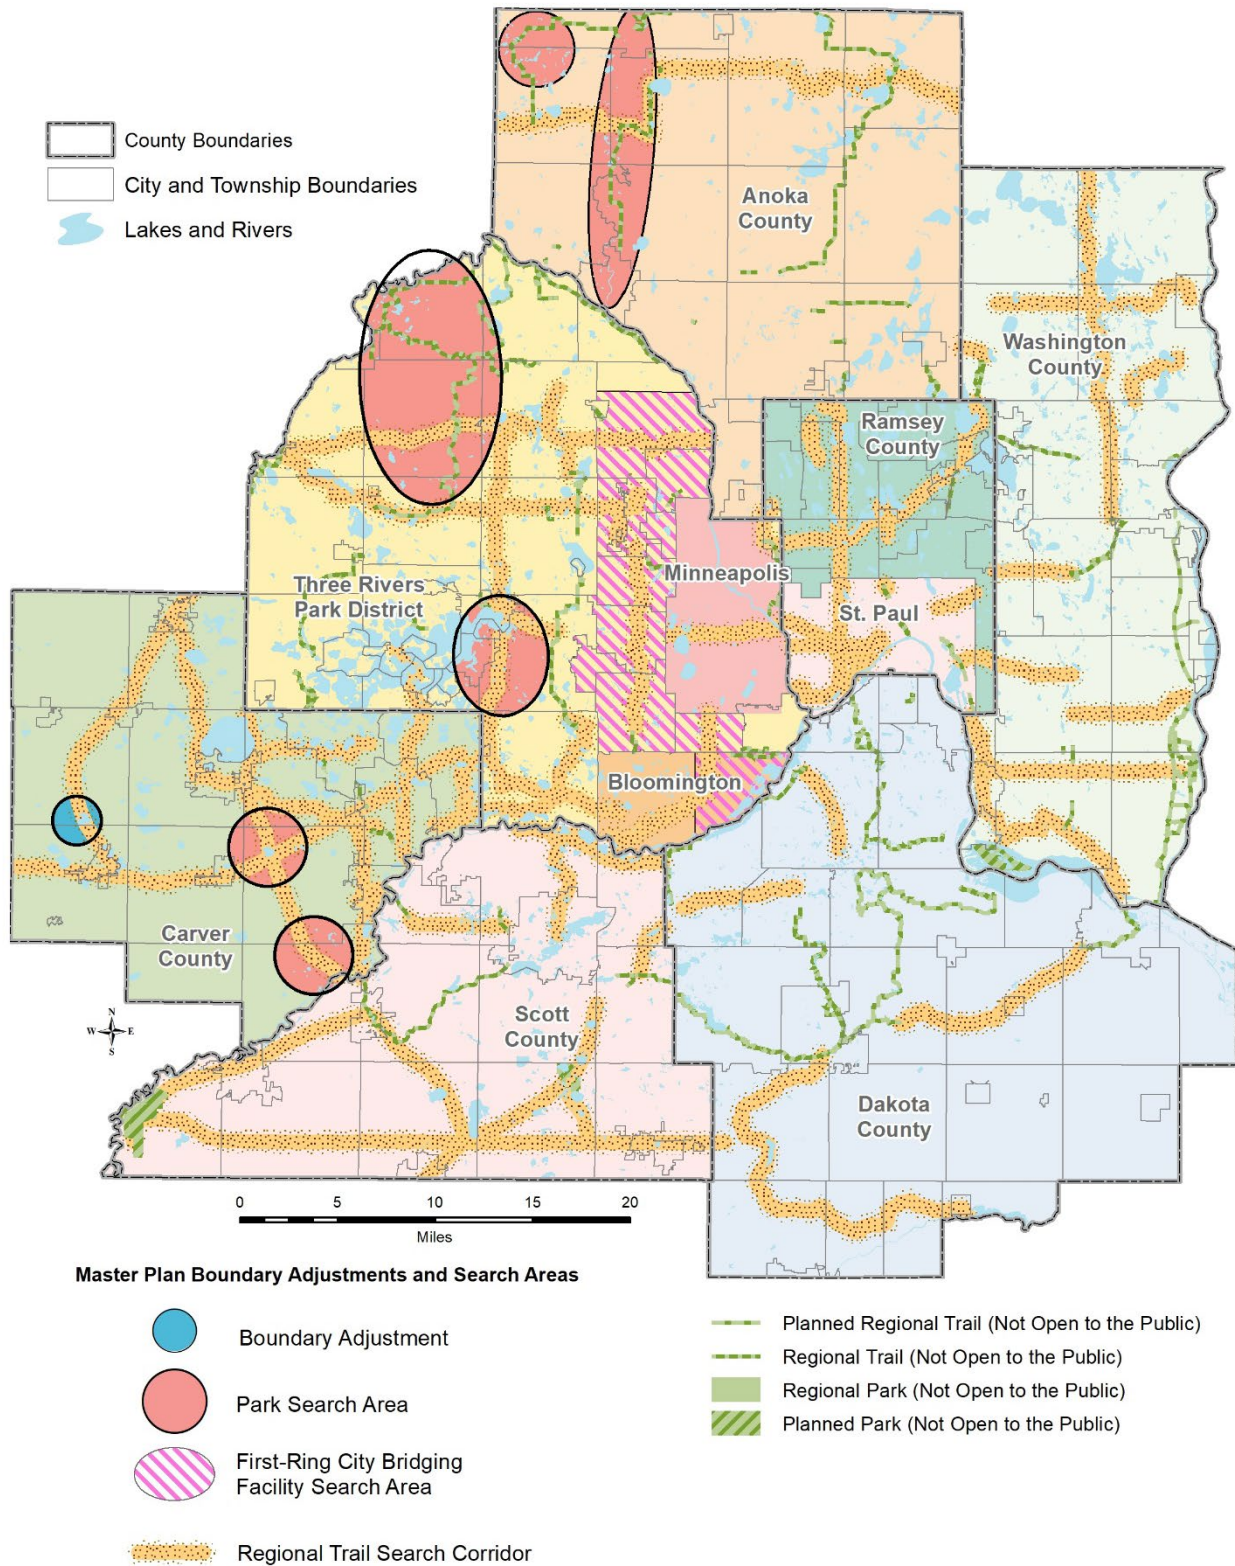 County Boundaries
City and Township Boundaries
Lakes and Rivers
Anoka
County
Washington
County
Ramsey
County
Three Rivers
Park District
Minneapolis
St. Paul
Bloomington
Carver
County
Scott
County
Dakota
County
N
W E
S
0 5 10 15 20
Miles
Master Plan Boundary Adjustments and Search Areas
Boundary Adjustment
Park Search Area
First-Ring City Bridging
Facility Search Area
Regional Trail Search Corridor
Planned Regional Trail (Not Open to the Public)
Regional Trail (Not Open to the Public)
Regional Park (Not Open to the Public)
Planned Park (Not Open to the Public)